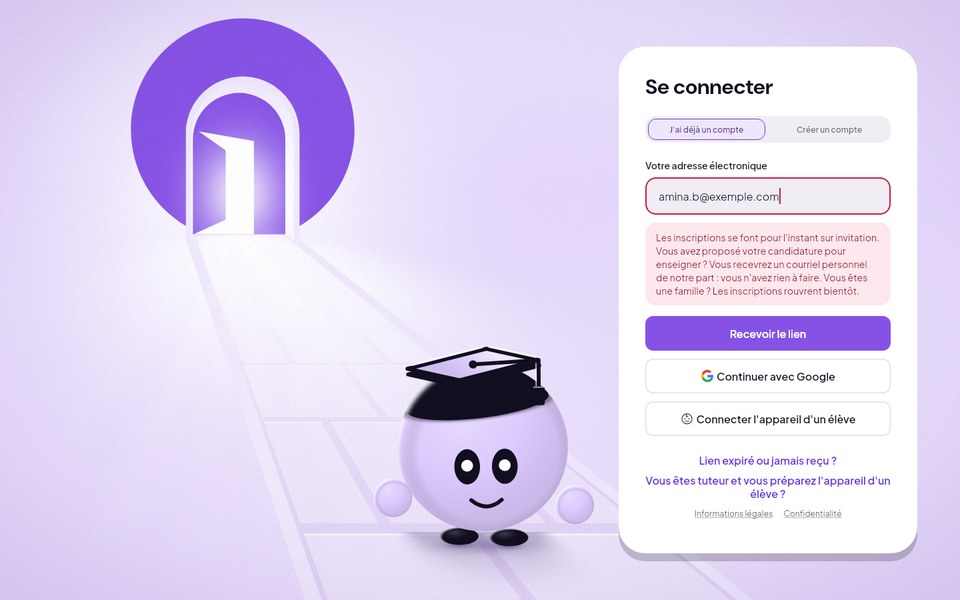 Se connecter
J'ai déjà un compte
Créer un compte
Votre adresse électronique
amina.b@exemple.com
Les inscriptions se font pour l'instant sur invitation.
Vous avez proposé votre candidature pour
enseigner ? Vous recevrez un courriel personnel
de notre part : vous n'avez rien à faire. Vous êtes
une famille ? Les inscriptions rouvrent bientôt.
Recevoir le lien
Continuer avec Google
Connecter l'appareil d'un élève
Lien expiré ou jamais reçu ?
Vous êtes tuteur et vous préparez l'appareil d'un
élève ?
Informations légales
Confidentialité